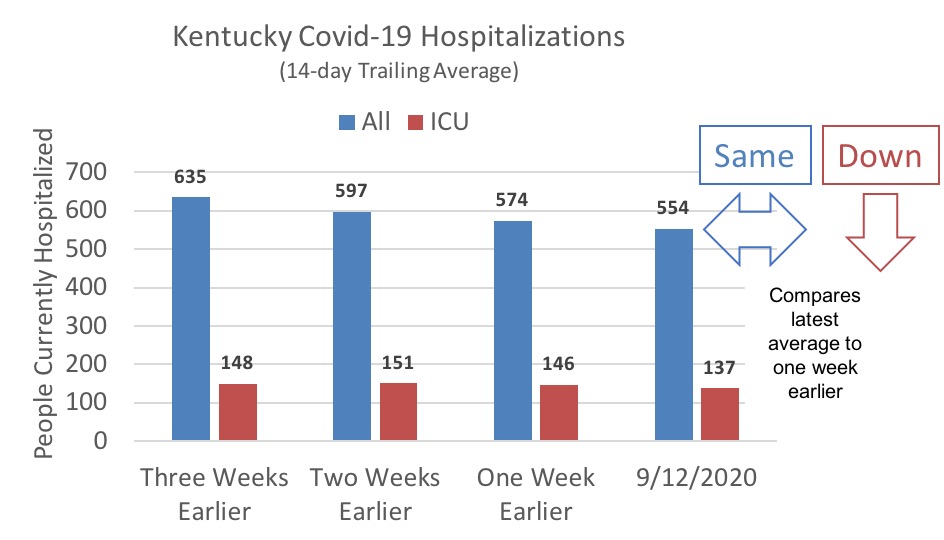 Kentucky Covid-19 Hospitalizations
(14-day Trailing Average)
All ICU
Same Down
People Currently Hospitalized
700
600
500
400
300
200
100
0
635
148
597
151
574
146
554
137
Compares
latest
average to
one week
earlier
Three Weeks
Earlier
Two Weeks
Earlier
One Week
Earlier
9/12/2020